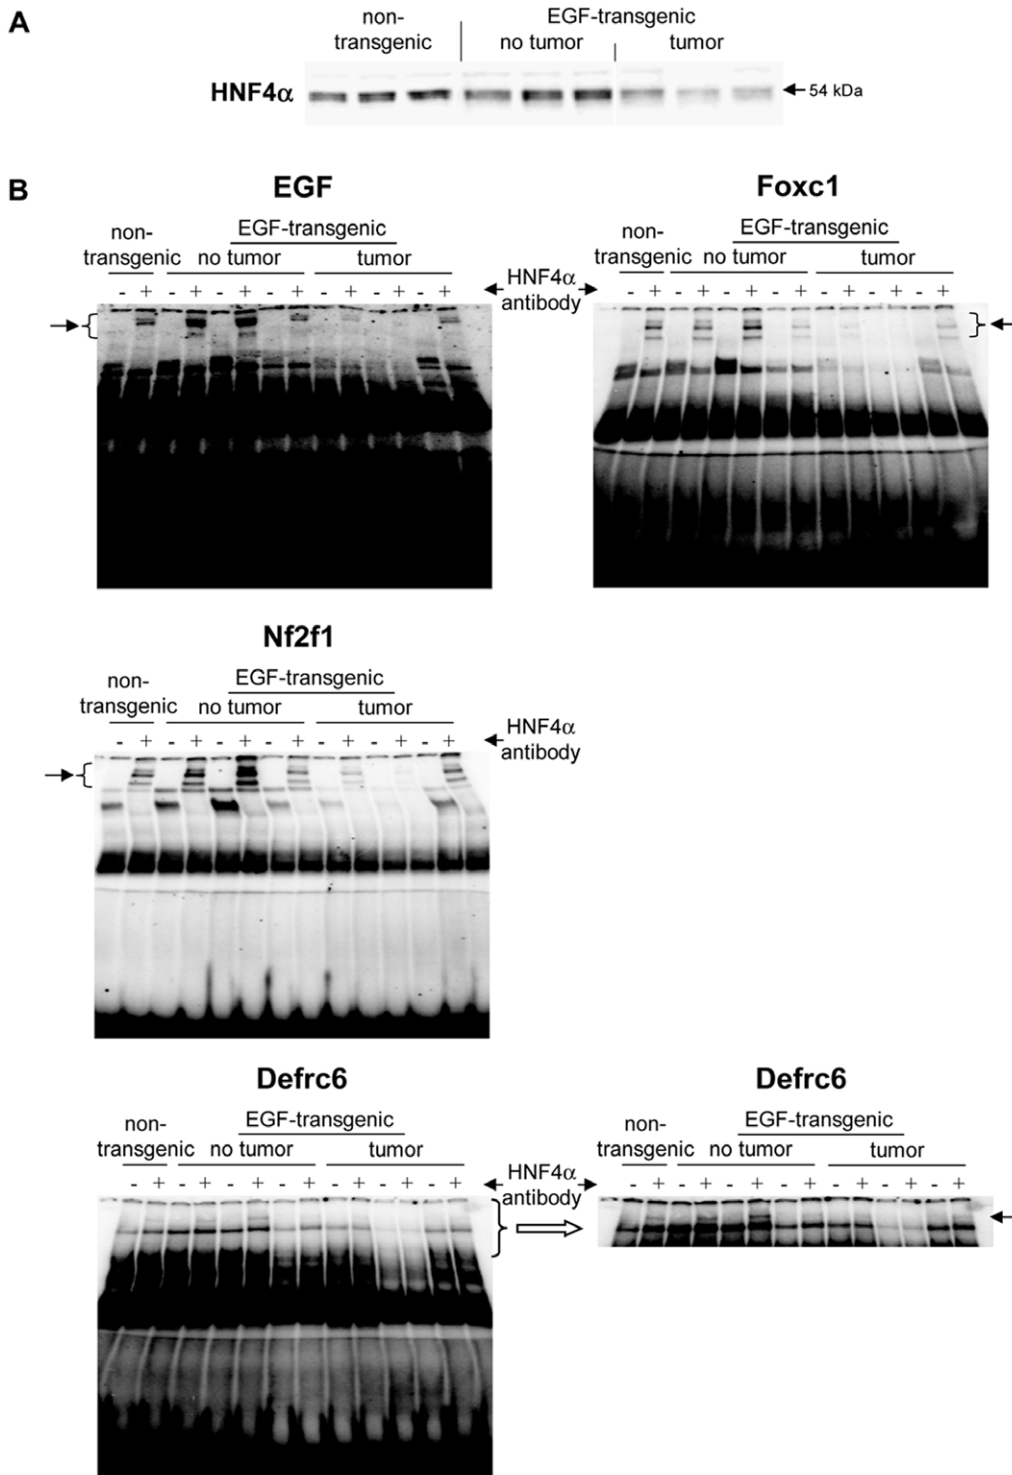 A
non-
transgenic
EGF-transgenic
no tumor
tumor
HNF4α
54 kDa
B
EGF
non-
transgenic
EGF-transgenic
no tumor
tumor
- + - + - + - + - + - + - +
HNF4α
antibody
Foxc1
non-
transgenic
EGF-transgenic
no tumor
tumor
- + - + - + - + - + - + - +
Nf2f1
non-
transgenic
EGF-transgenic
no tumor
tumor
- + - + - + - + - + - + - +
HNF4α
antibody
Defrc6
non-
transgenic
EGF-transgenic
no tumor
tumor
- + - + - + - + - + - + - +
HNF4α
antibody
Defrc6
non-
transgenic
EGF-transgenic
no tumor
tumor
- + - + - + - + - + - + - +